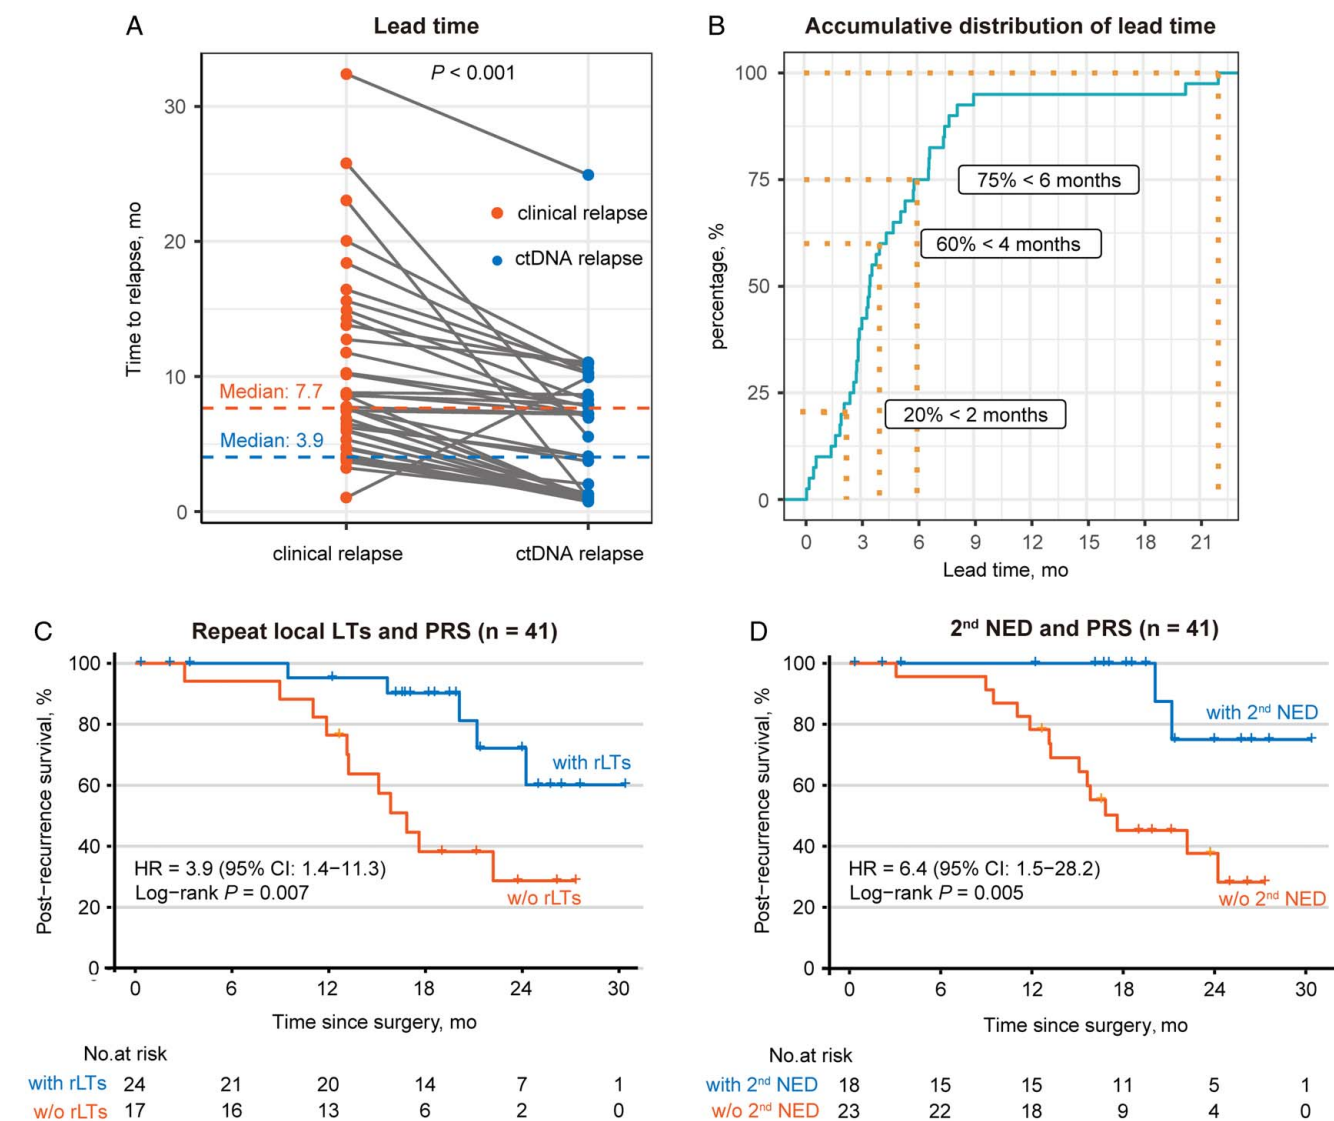 A
Lead time
P < 0.001
30
20
10
0
Time to relapse, mo
clinical relapse
ctDNA relapse
Median: 7.7
Median: 3.9
clinical relapse
ctDNA relapse
B
Accumulative distribution of lead time
100
75
50
25
0
percentage, %
75% < 6 months
60% < 4 months
20% < 2 months
0 3 6 9 12 15 18 21
Lead time, mo
C
Repeat local LTs and PRS (n = 41)
100
80
60
40
20
0
Post−recurrence survival, %
with rLTs
HR = 3.9 (95% CI: 1.4−11.3)
Log−rank P = 0.007
w/o rLTs
0 6 12 18 24 30
Time since surgery, mo
No.at risk
with rLTs 24 21 20 14 7 1
w/o rLTs 17 16 13 6 2 0
D
2nd NED and PRS (n = 41)
100
80
60
40
20
0
Post−recurrence survival, %
with 2nd NED
HR = 6.4 (95% CI: 1.5−28.2)
Log−rank P = 0.005
w/o 2nd NED
0 6 12 18 24 30
Time since surgery, mo
No.at risk
with 2nd NED 18 15 15 11 5 1
w/o 2nd NED 23 22 18 9 4 0